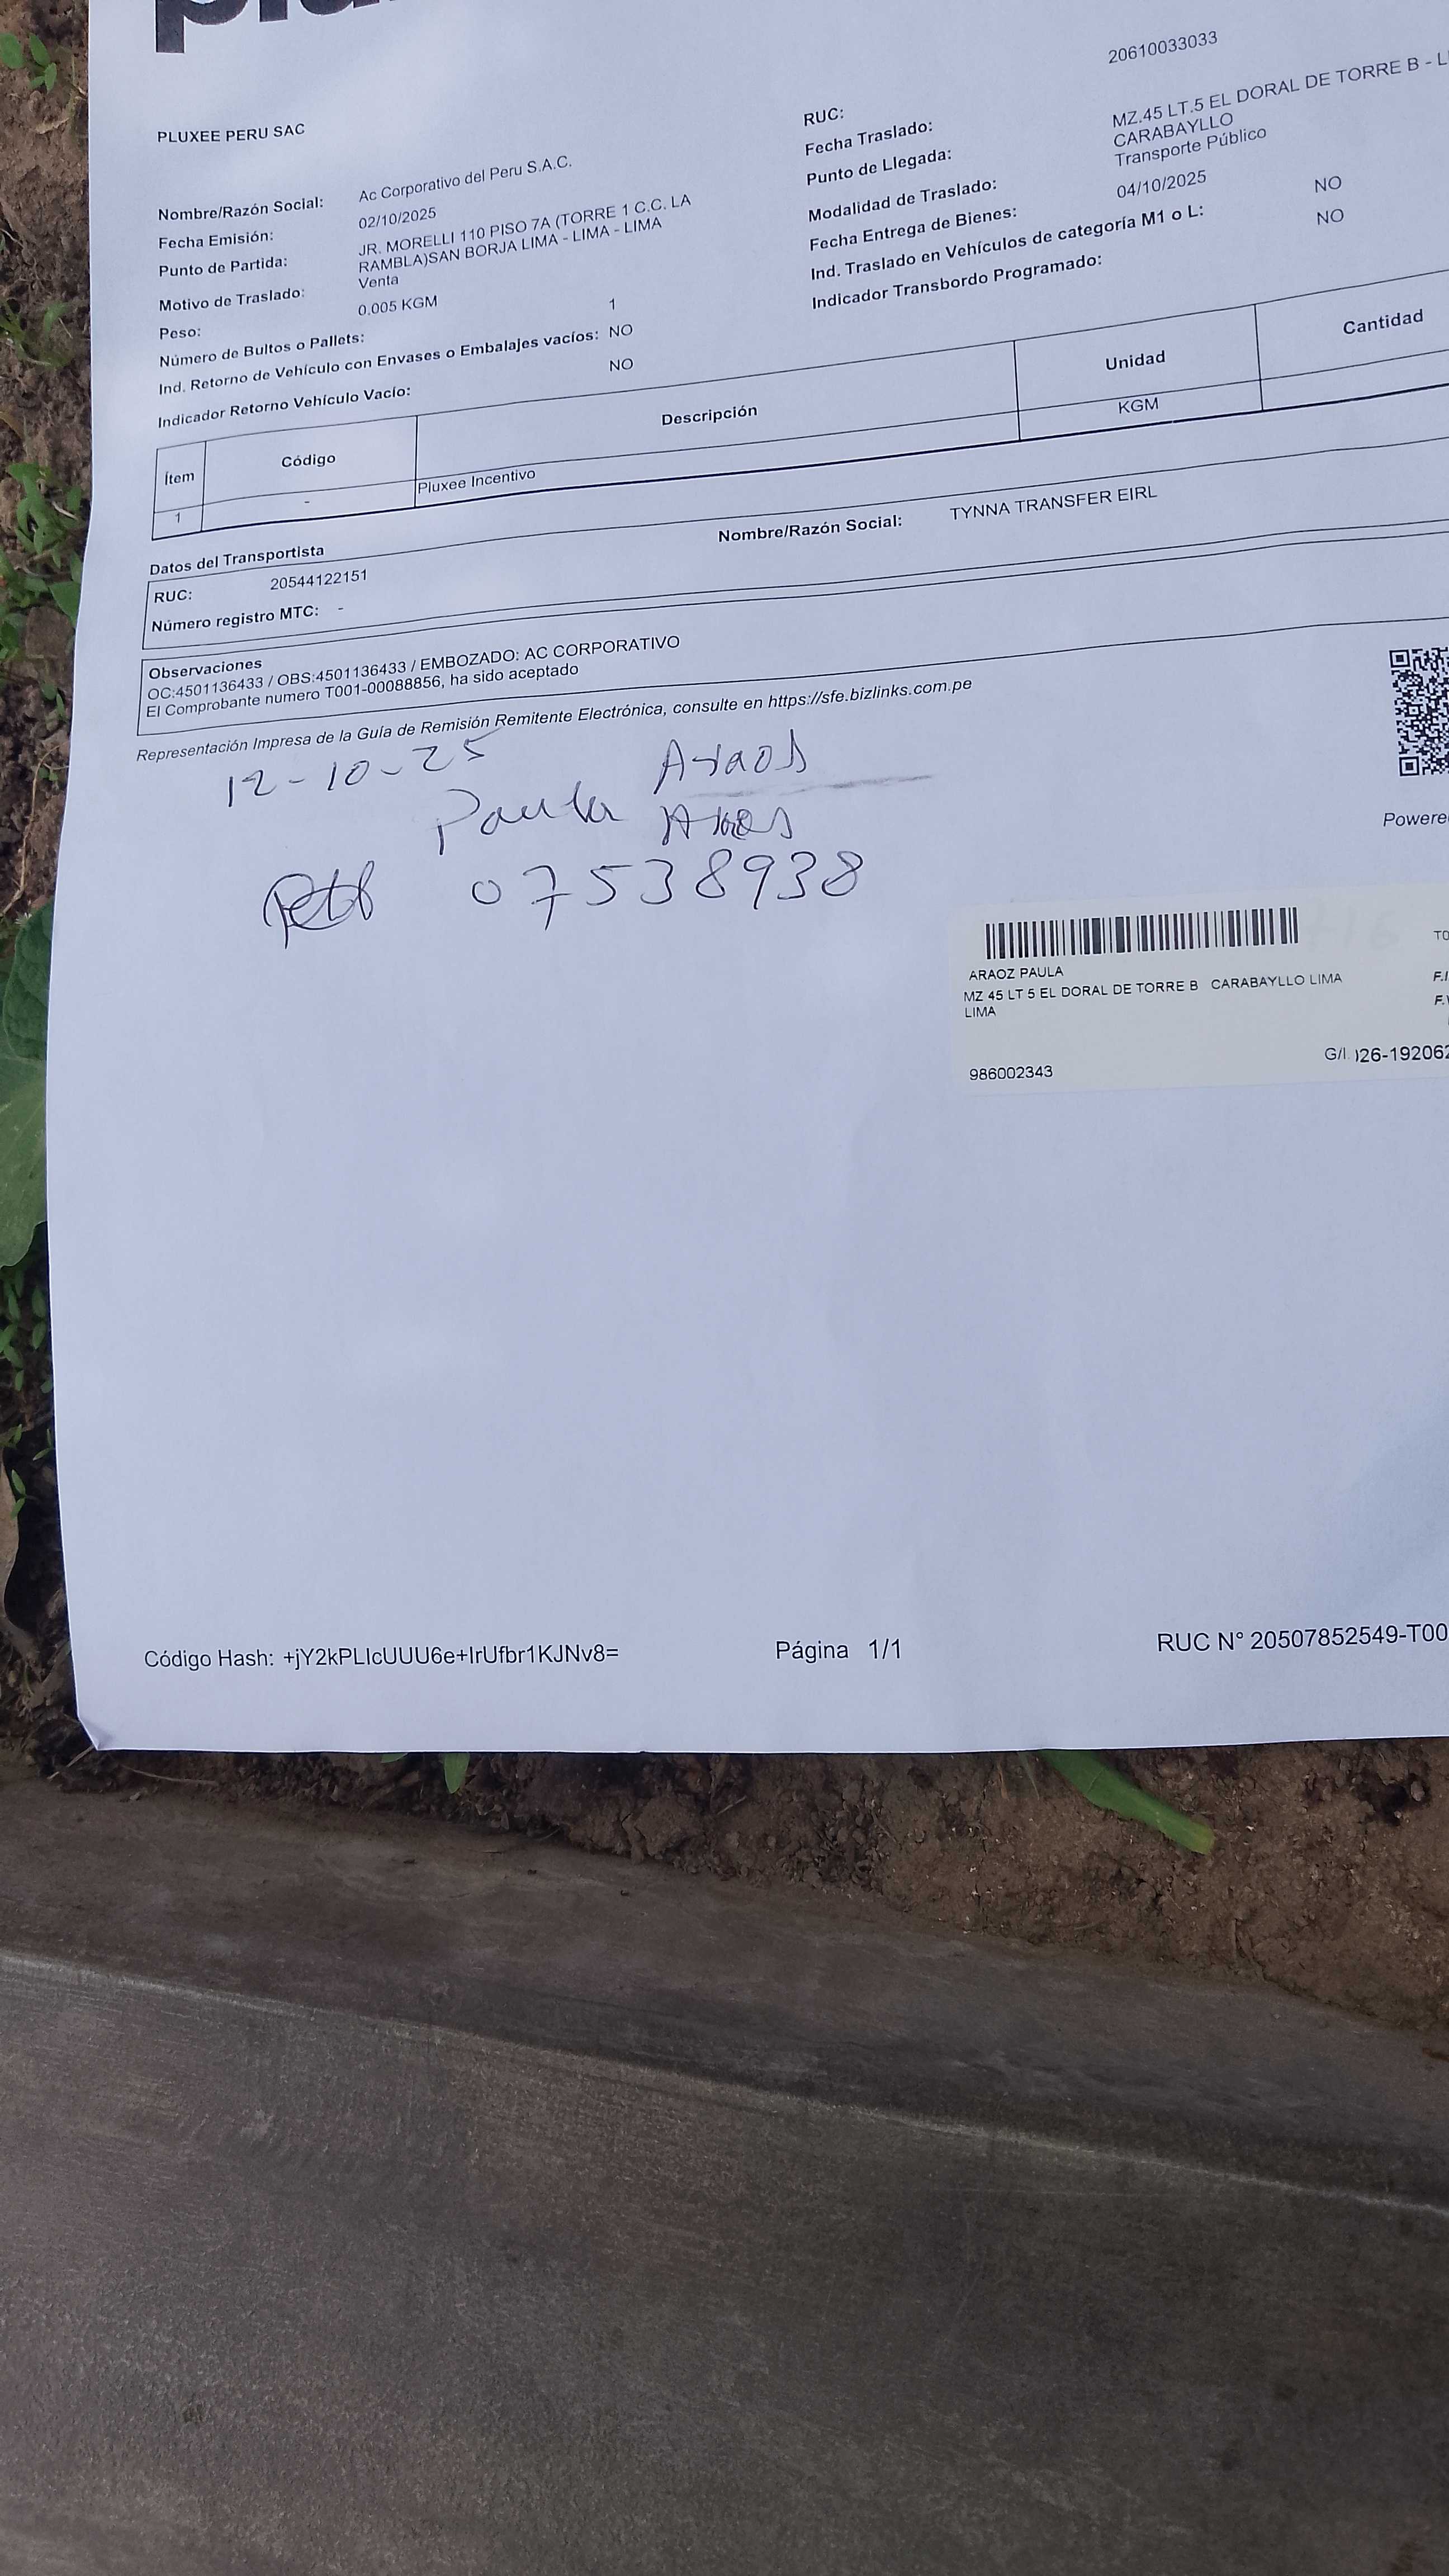 PLUXEE PERU SAC
20610033033
Nombre/Razón Social: Ac Corporativo del Peru S.A.C.
RUC:
Fecha Emisión: 02/10/2025
Fecha Traslado:
Punto de Partida: JR. MORELLI 110 PISO 7A (TORRE 1 C.C. LA
RAMBLA)SAN BORJA LIMA - LIMA - LIMA
Punto de Llegada: MZ.45 LT.5 EL DORAL DE TORRE B -
CARABAYLLO
Motivo de Traslado: Venta
Modalidad de Traslado: Transporte Público
Peso: 0.005 KGM
Fecha Entrega de Bienes: 04/10/2025
Número de Bultos o Pallets: 1
Ind. Traslado en Vehículos de categoría M1 o L: NO
Ind. Retorno de Vehículo con Envases o Embalajes vacíos: NO
Indicador Transbordo Programado: NO
Indicador Retorno Vehículo Vacío: NO
Ítem Código Descripción Unidad Cantidad
1 - Pluxee Incentivo KGM
Datos del Transportista
RUC: 20544122151 Nombre/Razón Social: TYNNA TRANSFER EIRL
Número registro MTC: -
Observaciones
OC:4501136433 / OBS:4501136433 / EMBOZADO: AC CORPORATIVO
El Comprobante numero T001-00088856, ha sido aceptado
Representación Impresa de la Guía de Remisión Remitente Electrónica, consulte en https://sfe.bizlinks.com.pe
12-10-25
Araos
Paula Araos
07538938
ARAOZ PAULA
MZ 45 LT 5 EL DORAL DE TORRE B CARABAYLLO LIMA
LIMA
986002343
G/I
026-192062
Código Hash: +jY2kPLIcUUU6e+IrUfbr1KJNv8=
Página 1/1
RUC N° 20507852549-T00